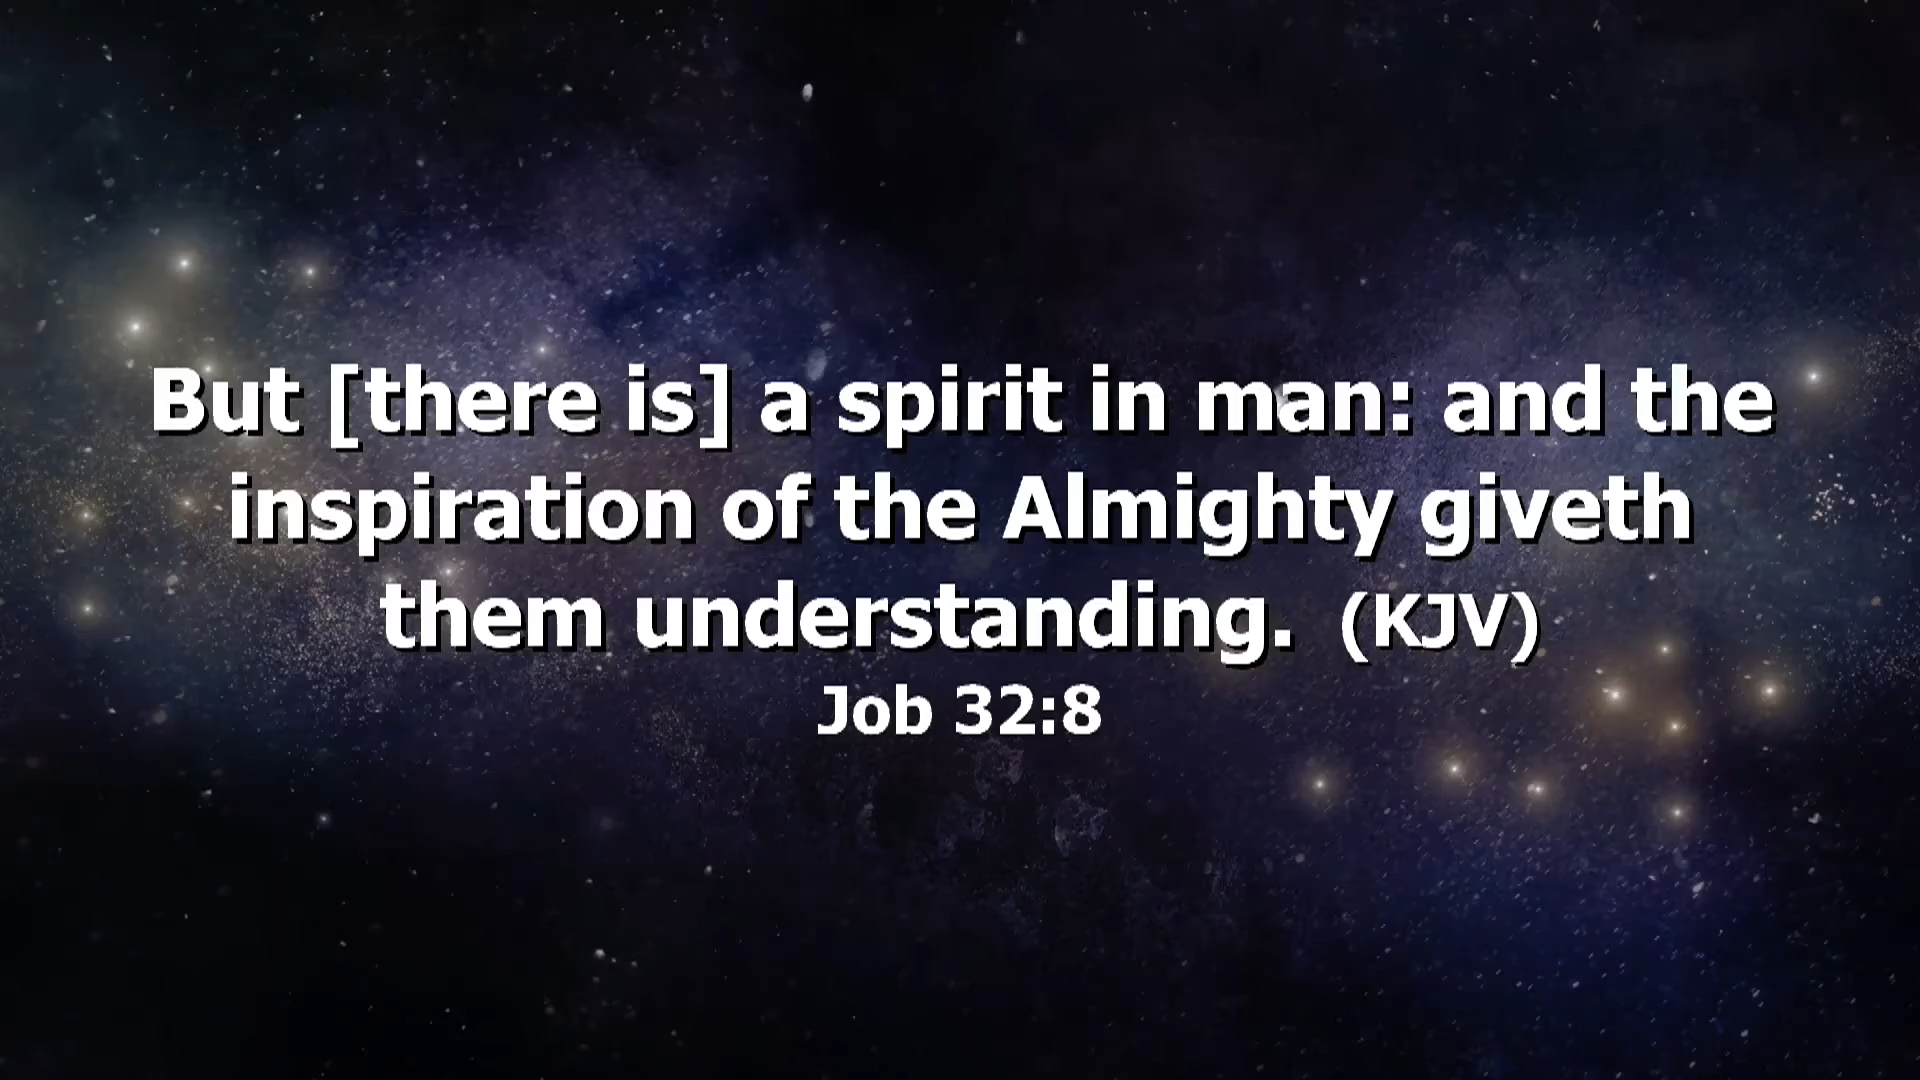 But [there is] a spirit in man: and the
inspiration of the Almighty giveth
them understanding. (KJV)
Job 32:8